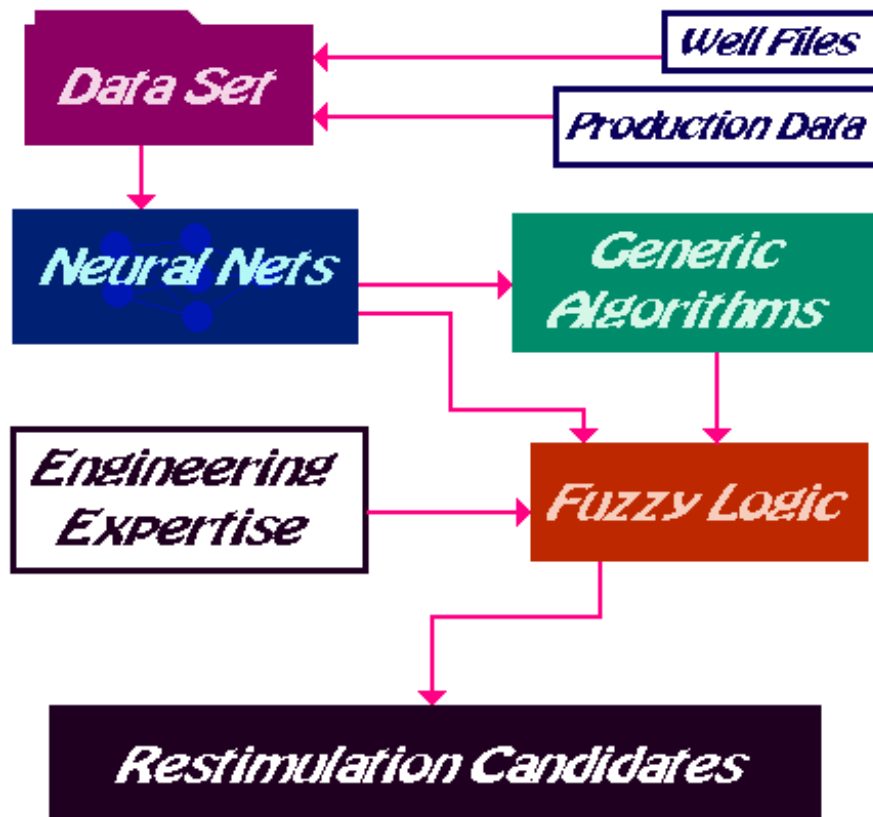 Well Files
Data Set
Production Data
Neural Nets
Genetic
Algorithms
Engineering
Expertise
Fuzzy Logic
Restimulation Candidates